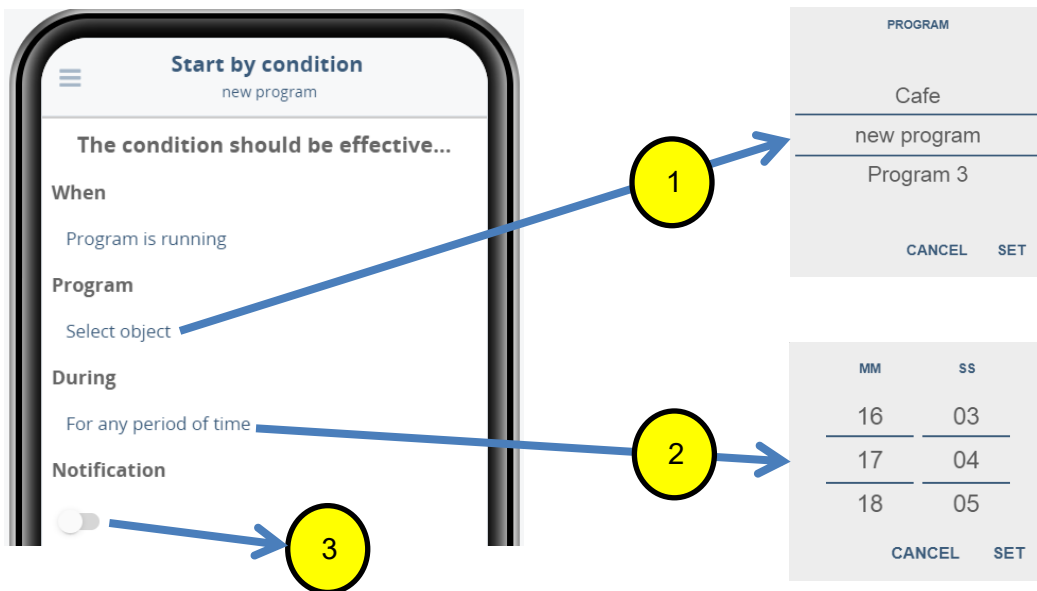 Start by condition
new program
The condition should be effective...
When
Program is running
Program
Select object
During
For any period of time
Notification
1
2
3
PROGRAM
Cafe
new program
Program 3
CANCEL SET
MM SS
16 03
17 04
18 05
CANCEL SET